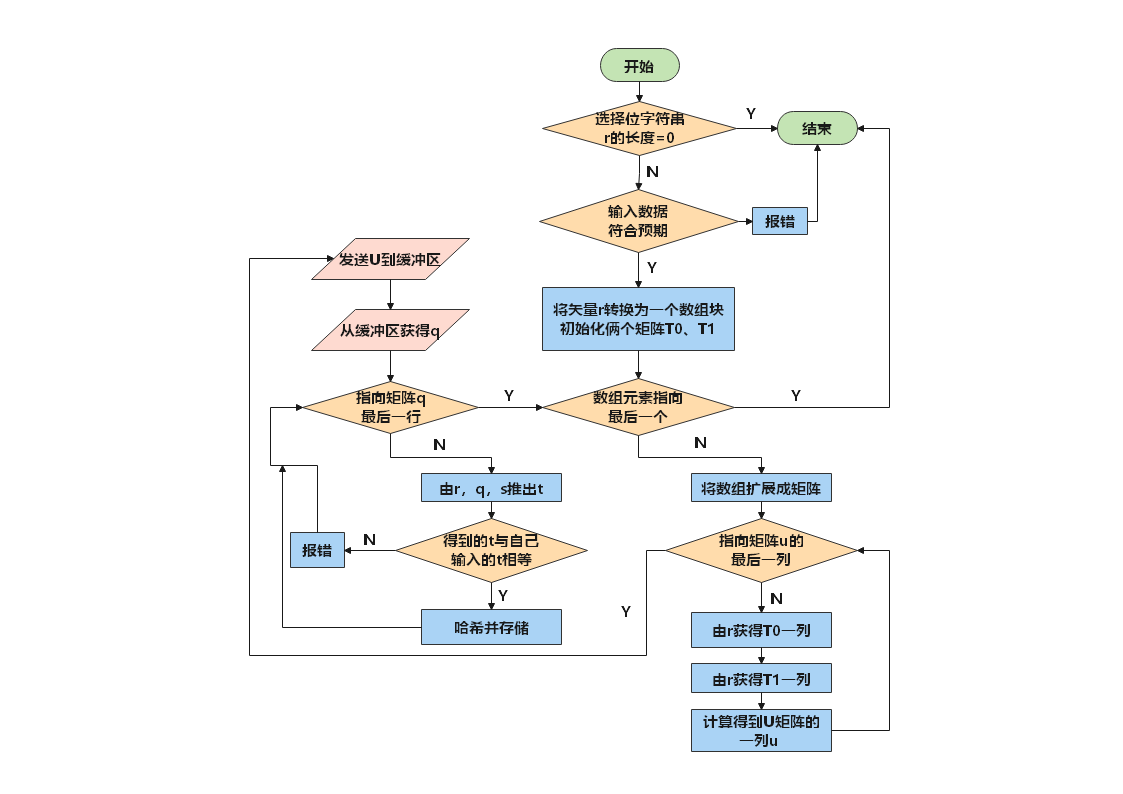 开始
选择位字符串
r的长度=0
Y
结束
N
输入数据
符合预期
报错
Y
将矢量r转换为一个数组块
初始化俩个矩阵T0、T1
发送U到缓冲区
从缓冲区获得q
指向矩阵q
最后一行
Y
数组元素指向
最后一个
Y
N
N
由r，q，s推出t
将数组扩展成矩阵
得到的t与自己
输入的t相等
N
报错
Y
哈希并存储
指向矩阵u的
最后一列
Y
N
由r获得T0一列
由r获得T1一列
计算得到U矩阵的
一列u